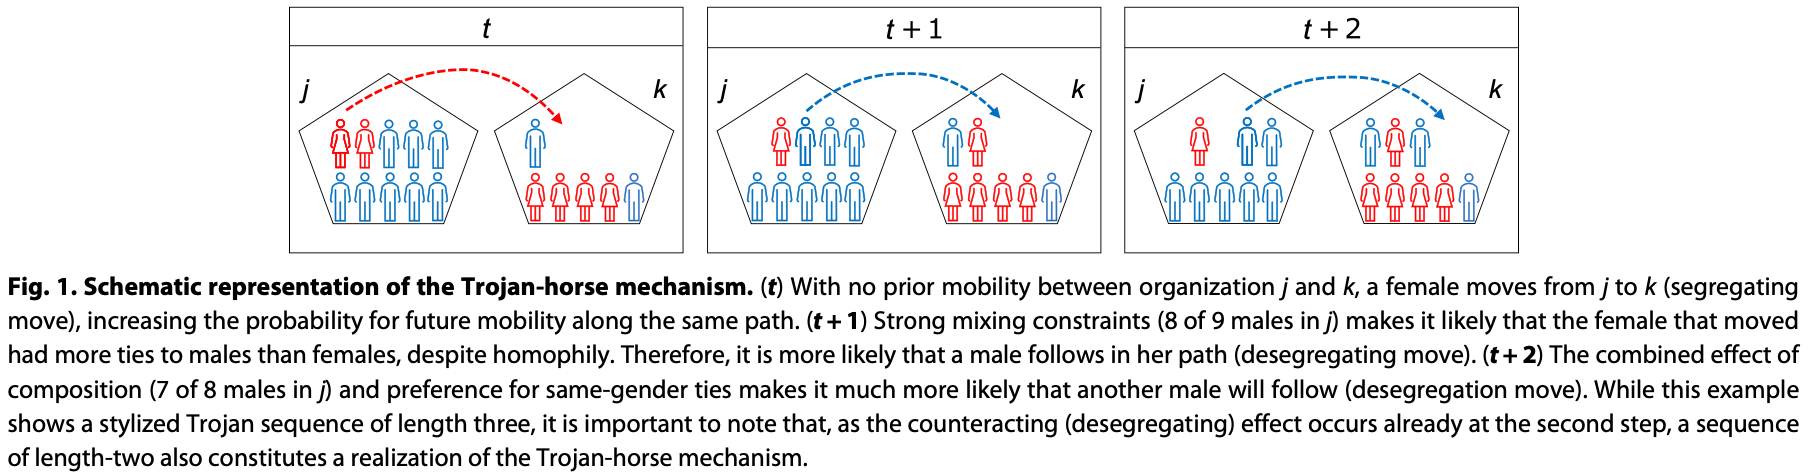 t
t + 1
t + 2
j
k
j
k
j
k
Fig. 1. Schematic representation of the Trojan-horse mechanism. (t) With no prior mobility between organization j and k, a female moves from j to k (segregating
move), increasing the probability for future mobility along the same path. (t + 1) Strong mixing constraints (8 of 9 males in j) makes it likely that the female that moved
had more ties to males than females, despite homophily. Therefore, it is more likely that a male follows in her path (desegregating move). (t + 2) The combined effect of
composition (7 of 8 males in j) and preference for same-gender ties makes it much more likely that another male will follow (desegregation move). While this example
shows a stylized Trojan sequence of length three, it is important to note that, as the counteracting (desegregating) effect occurs already at the second step, a sequence
of length-two also constitutes a realization of the Trojan-horse mechanism.